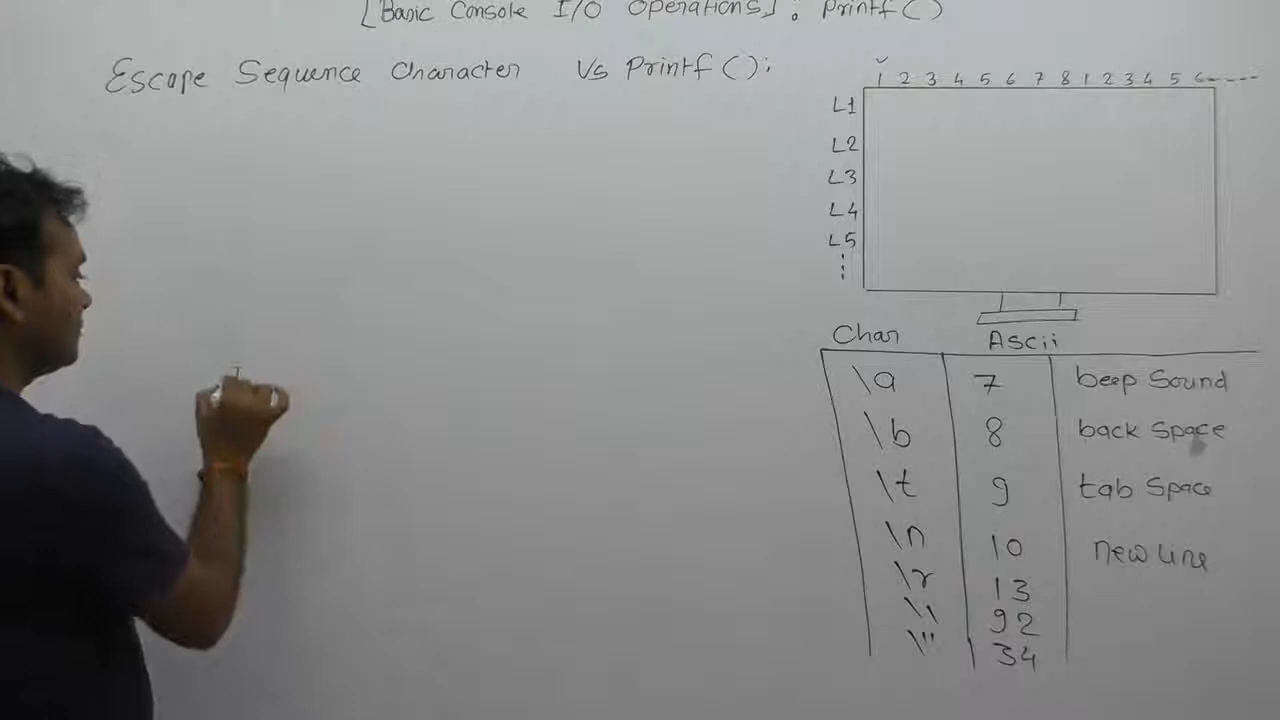 [Basic Console I/O Operations] : Printf()
Escape Sequence Character Vs Printf():
1 2 3 4 5 6 7 8 1 2 3 4 5 6----
L1
L2
L3
L4
L5
Char Ascii
\a 7 beep Sound
\b 8 back Space
\t 9 tab Space
\n 10 new Line
\r 13
\\ 92
\" 34